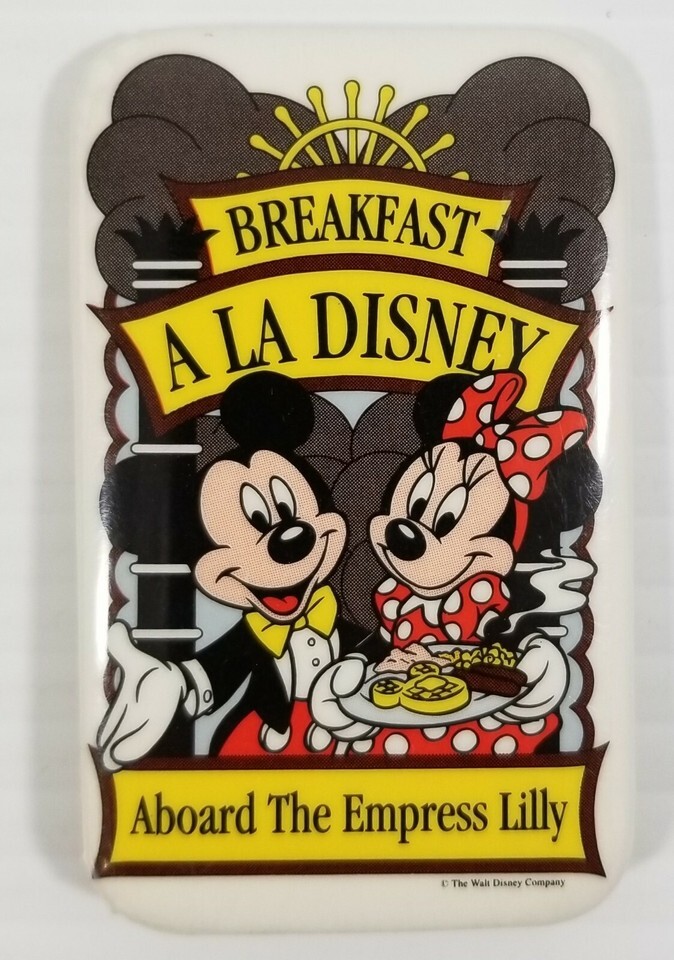 BREAKFAST
A LA DISNEY
Aboard The Empress Lilly
© The Walt Disney Company